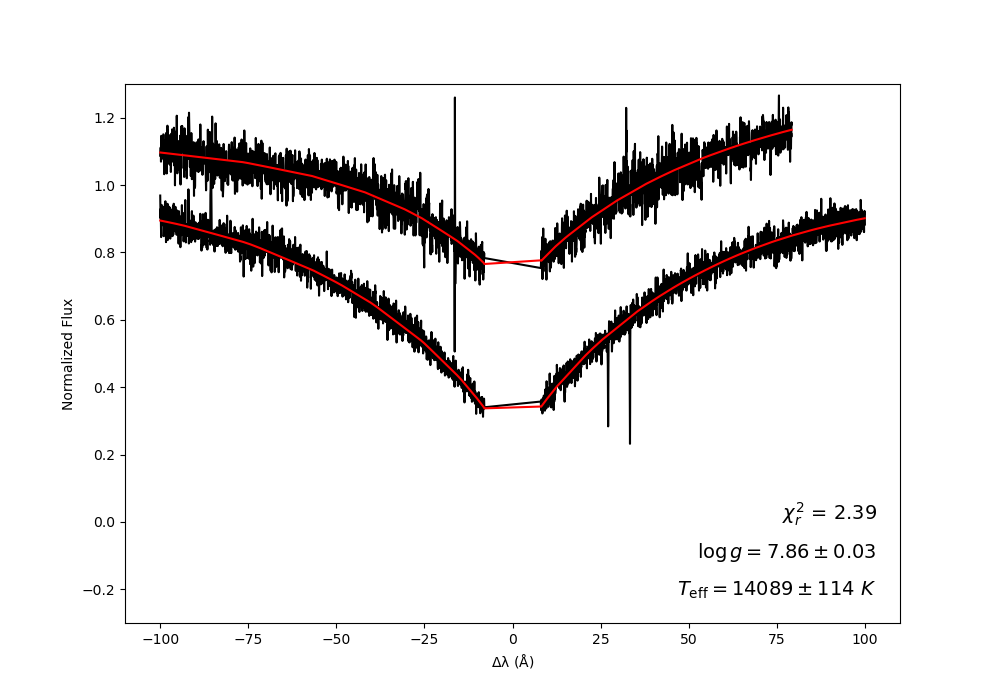 1.2
1.0
0.8
0.6
0.4
0.2
0.0
−0.2
Normalized Flux
χ²ᵣ = 2.39
log g = 7.86 ± 0.03
T_eff = 14089 ± 114 K
−100 −75 −50 −25 0 25 50 75 100
Δλ (Å)